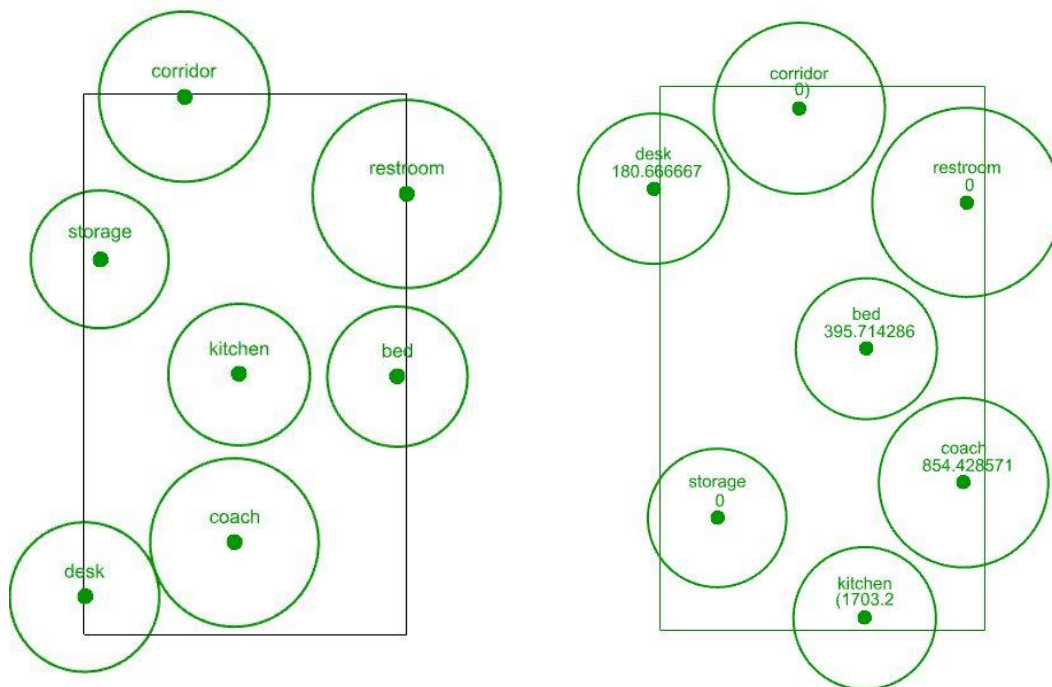 corridor
restroom
storage
kitchen
bed
coach
desk
corridor
0)
desk
180.666667
restroom
0
bed
395.714286
coach
854.428571
storage
0
kitchen
(1703.2